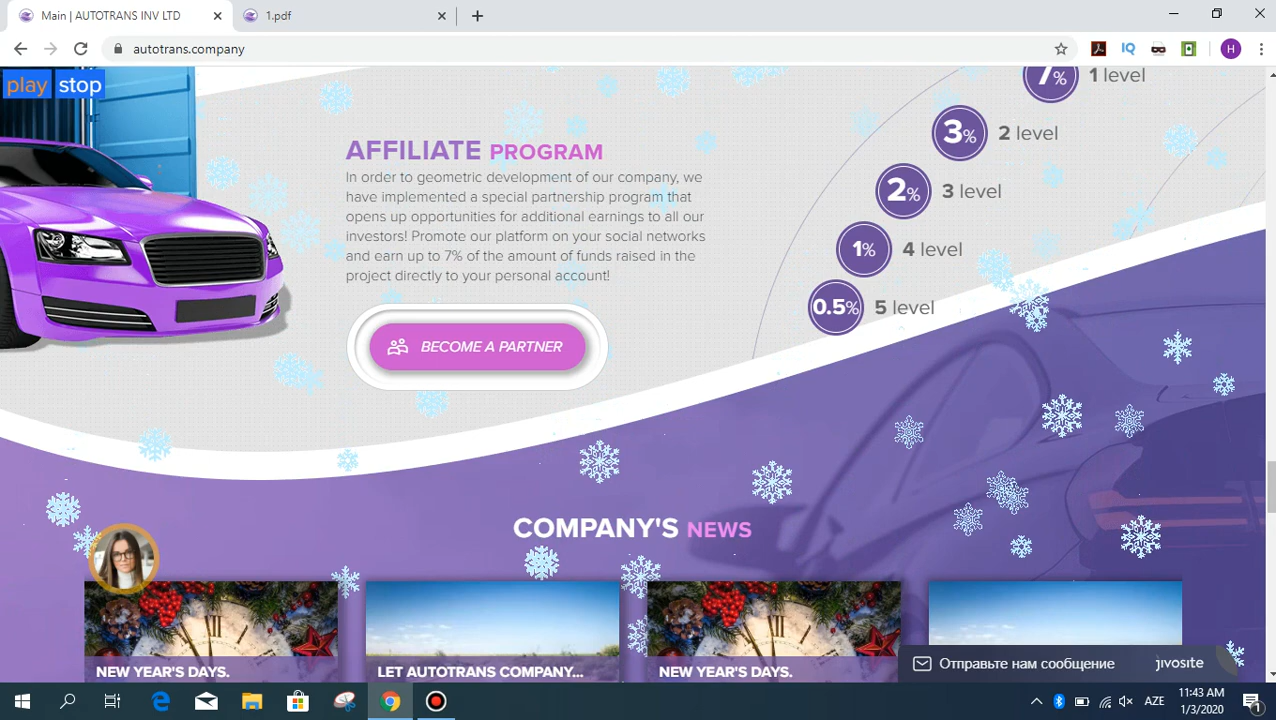 Main | AUTOTRANS INV LTD
1.pdf
autotrans.company
IQ
H
play stop
7% 1 level
3% 2 level
2% 3 level
1% 4 level
0.5% 5 level
AFFILIATE PROGRAM
In order to geometric development of our company, we
have implemented a special partnership program that
opens up opportunities for additional earnings to all our
investors! Promote our platform on your social networks
and earn up to 7% of the amount of funds raised in the
project directly to your personal account!
BECOME A PARTNER
COMPANY'S NEWS
NEW YEAR'S DAYS.
LET AUTOTRANS COMPANY...
NEW YEAR'S DAYS.
Отправьте нам сообщение
jivosite
AZE
11:43 AM
1/3/2020
1